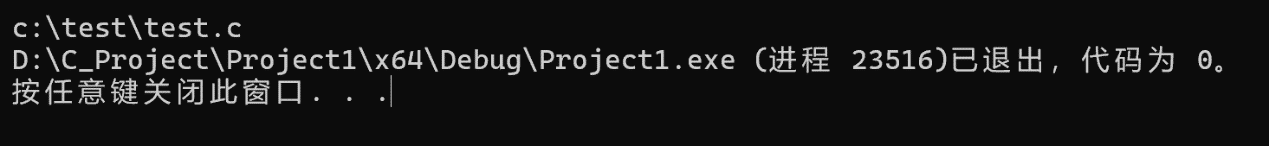 c:\test\test.c
D:\C_Project\Project1\x64\Debug\Project1.exe (进程 23516)已退出，代码为 0。
按任意键关闭此窗口. . .